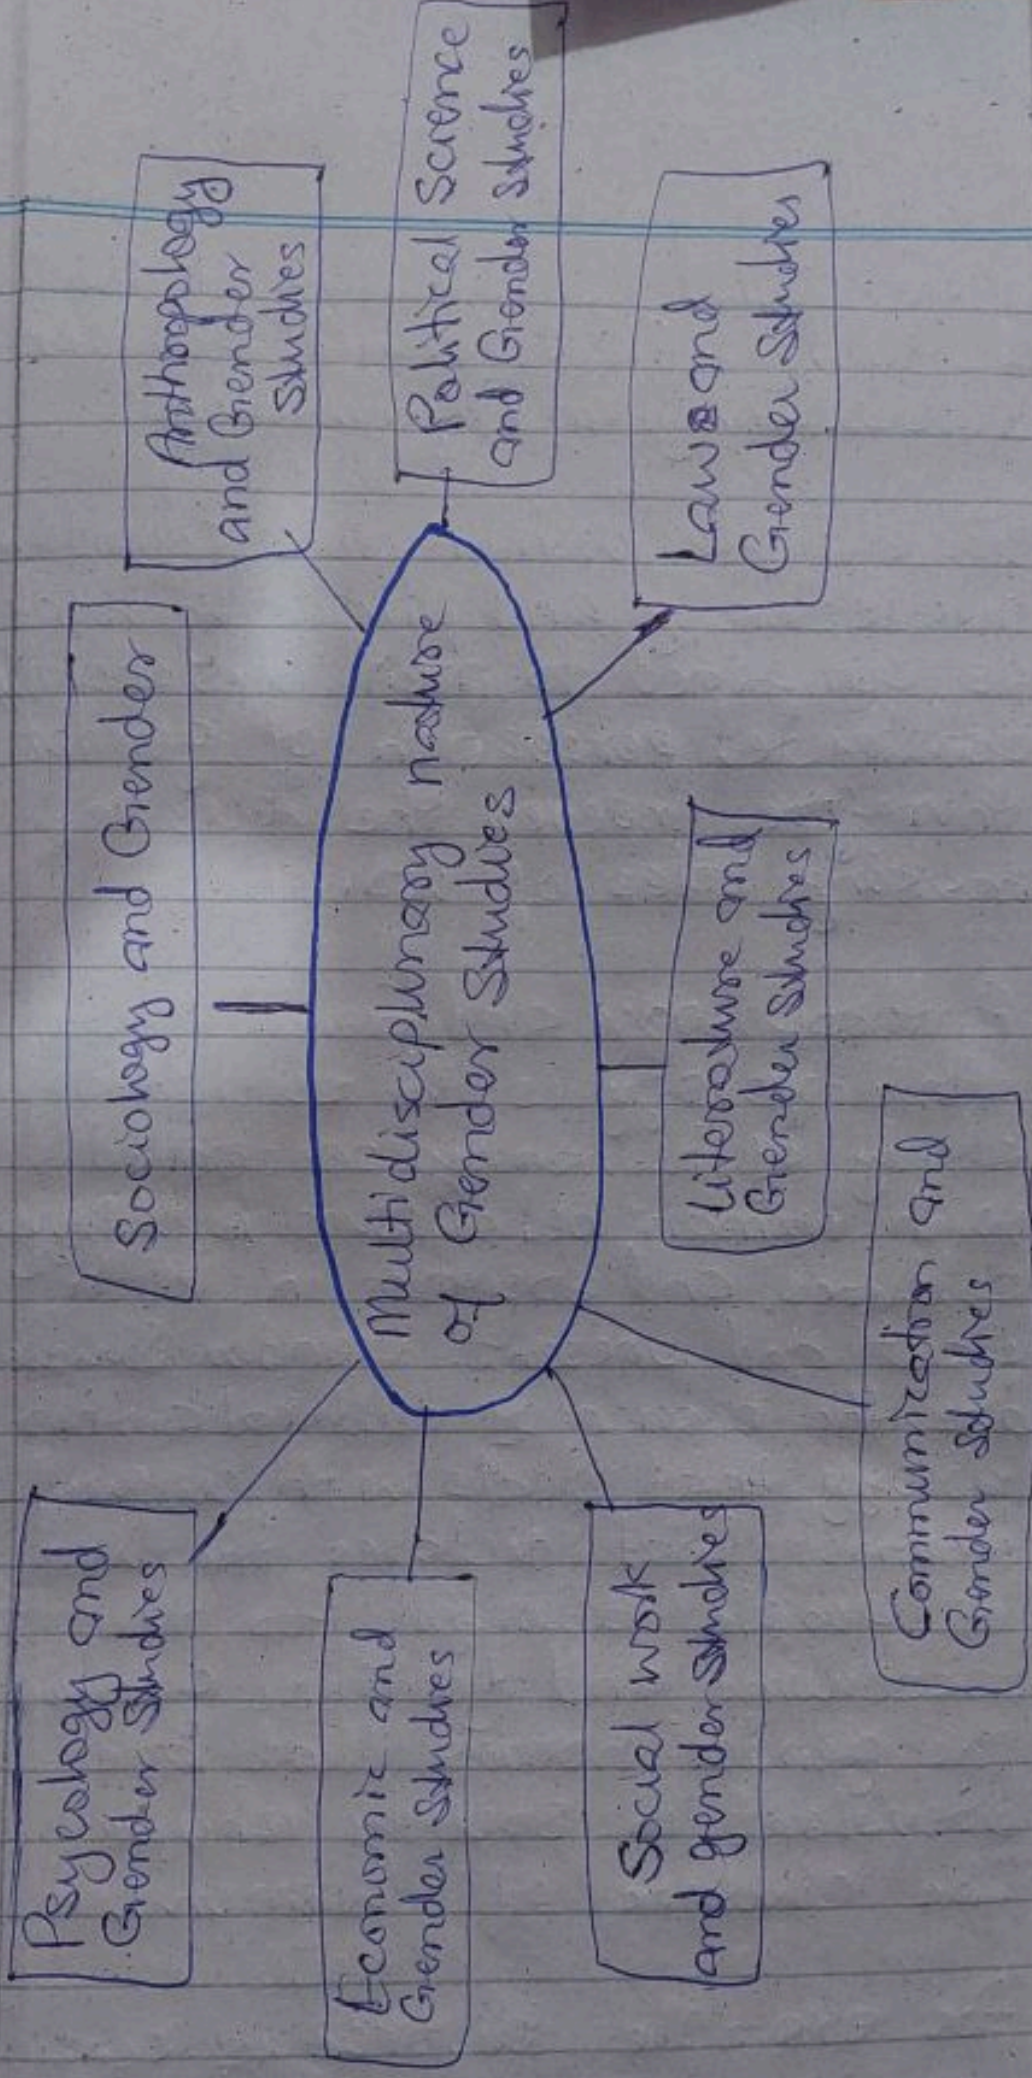 Psycology and
Gender Studies
Sociology and Gender
Anthropology
and Gender
Studies
Economic and
Gender Studies
Multidisciplinary nature
of Gender Studies
Political Science
and Gender Studies
Social work
and gender studies
Literature and
Gender Studies
Law and
Gender Studies
Communication and
Gender Studies